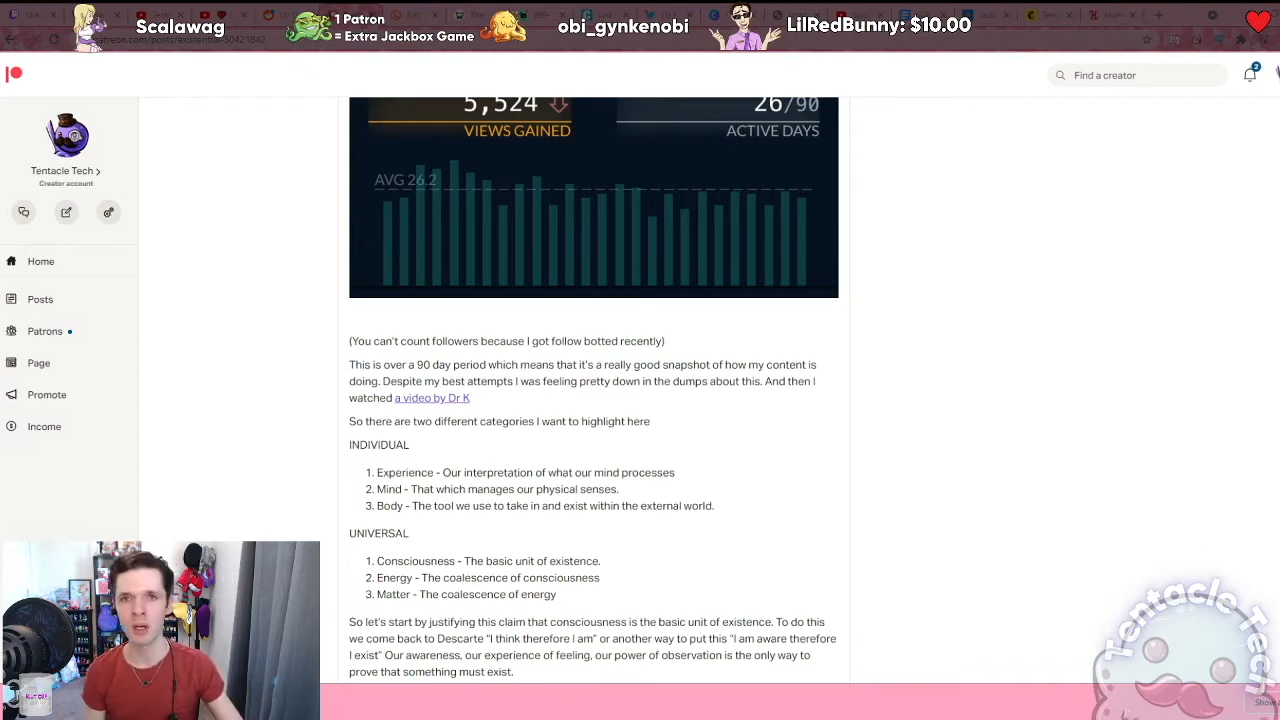 Scalawag
1 Patron
= Extra Jackbox Game
obi_gynkenobi
LilRedBunny: $10.00
patreon.com/posts/existential-50421842
Find a creator
2
Tentacle Tech
Creator account
Home
Posts
Patrons
Page
Promote
Income
5,524
VIEWS GAINED
26/90
ACTIVE DAYS
AVG 26.2
(You can't count followers because I got follow botted recently)
This is over a 90 day period which means that it's a really good snapshot of how my content is
doing. Despite my best attempts I was feeling pretty down in the dumps about this. And then I
watched a video by Dr K
So there are two different categories I want to highlight here
INDIVIDUAL
1. Experience - Our interpretation of what our mind processes
2. Mind - That which manages our physical senses.
3. Body - The tool we use to take in and exist within the external world.
UNIVERSAL
1. Consciousness - The basic unit of existence.
2. Energy - The coalescence of consciousness
3. Matter - The coalescence of energy
So let's start by justifying this claim that consciousness is the basic unit of existence. To do this
we come back to Descarte "I think therefore I am" or another way to put this "I am aware therefore
I exist" Our awareness, our experience of feeling, our power of observation is the only way to
prove that something must exist.
Tentacle Tech